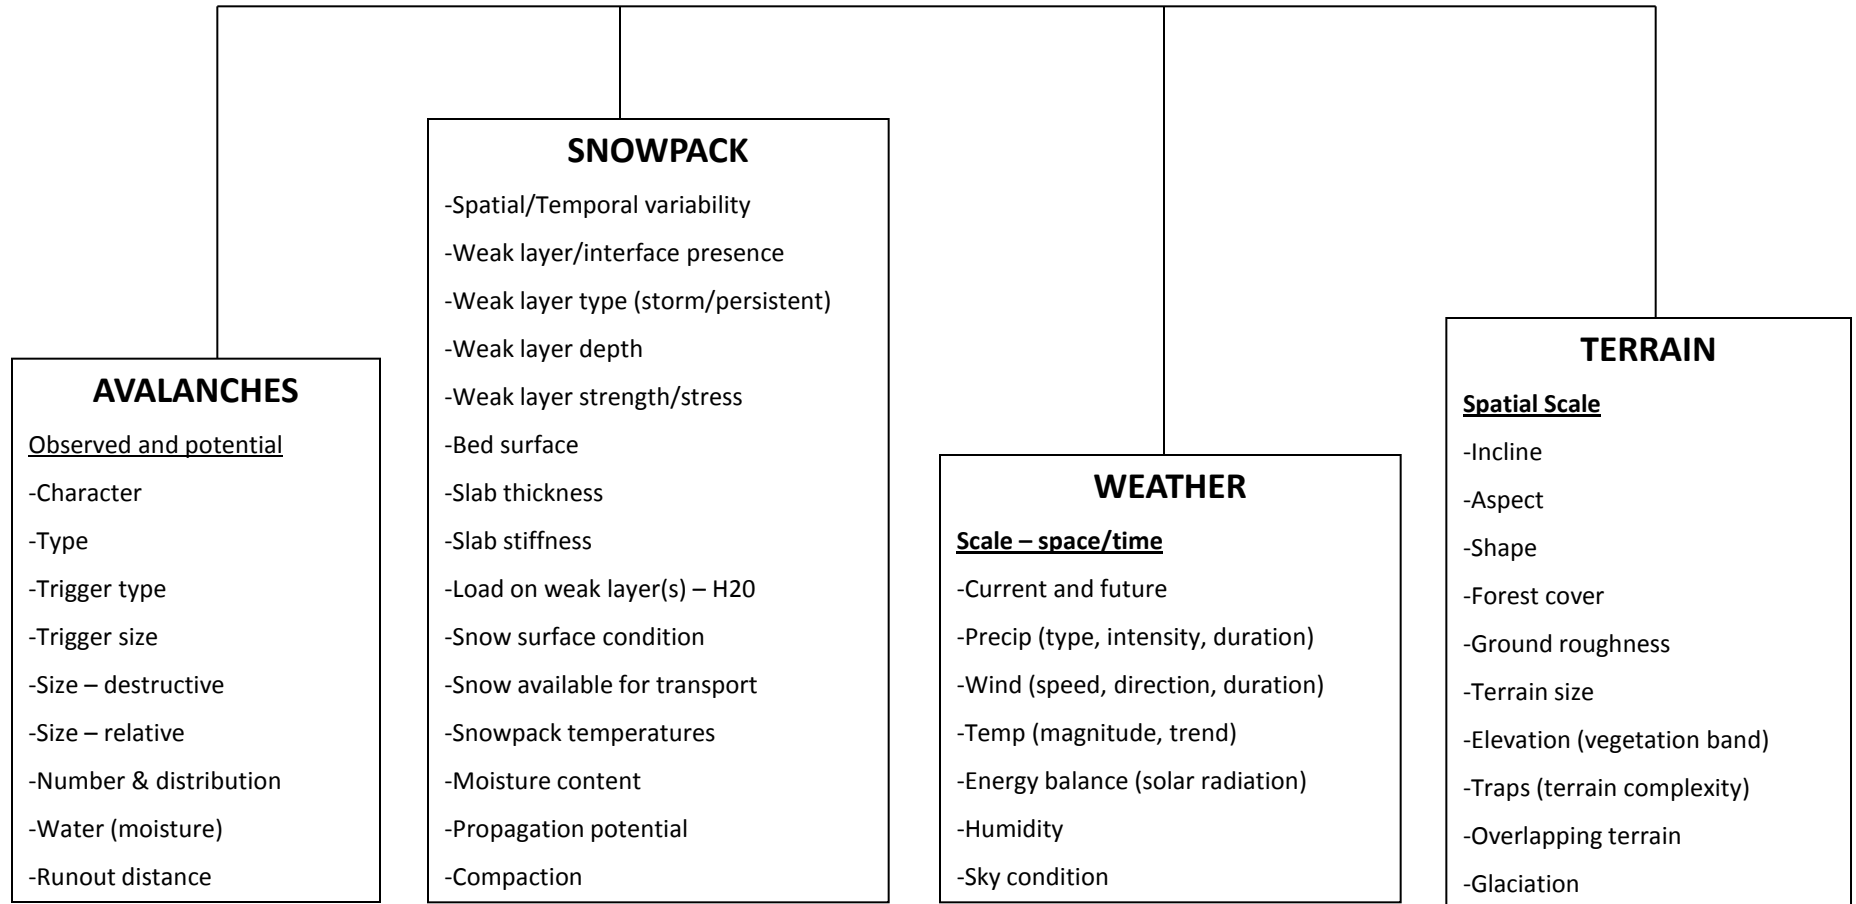 AVALANCHES
Observed and potential
-Character
-Type
-Trigger type
-Trigger size
-Size – destructive
-Size – relative
-Number & distribution
-Water (moisture)
-Runout distance
SNOWPACK
-Spatial/Temporal variability
-Weak layer/interface presence
-Weak layer type (storm/persistent)
-Weak layer depth
-Weak layer strength/stress
-Bed surface
-Slab thickness
-Slab stiffness
-Load on weak layer(s) – H20
-Snow surface condition
-Snow available for transport
-Snowpack temperatures
-Moisture content
-Propagation potential
-Compaction
WEATHER
Scale – space/time
-Current and future
-Precip (type, intensity, duration)
-Wind (speed, direction, duration)
-Temp (magnitude, trend)
-Energy balance (solar radiation)
-Humidity
-Sky condition
TERRAIN
Spatial Scale
-Incline
-Aspect
-Shape
-Forest cover
-Ground roughness
-Terrain size
-Elevation (vegetation band)
-Traps (terrain complexity)
-Overlapping terrain
-Glaciation